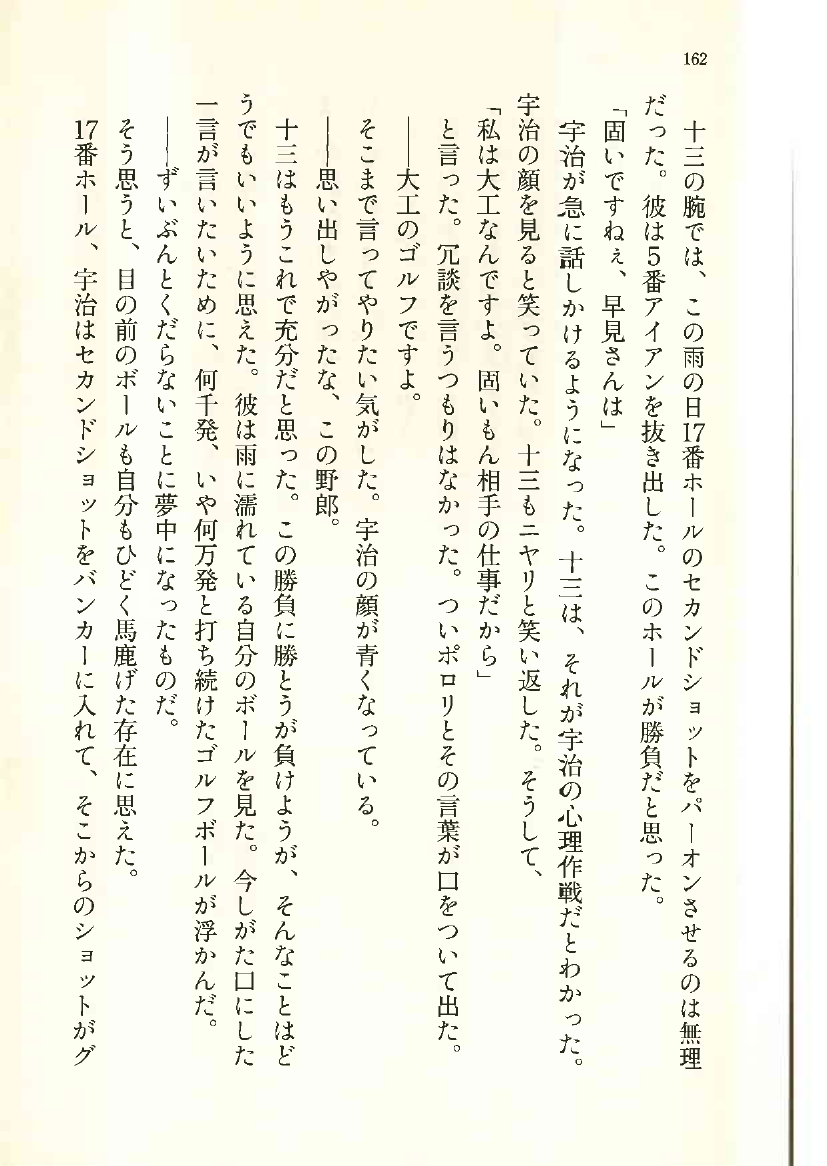 162
十三の腕では、この雨の日17番ホールのセカンドショットをパーオンさせるのは無理
だった。彼は5番アイアンを抜き出した。このホールが勝負だと思った。
「固いですねぇ、早見さんは」
宇治が急に話しかけるようになった。十三は、それが宇治の心理作戦だとわかった。
宇治の顔を見ると笑っていた。十三もニヤリと笑い返した。そうして、
「私は大工なんですよ。固いもん相手の仕事だから」
と言った。冗談を言うつもりはなかった。ついポロリとその言葉が口をついて出た。
――大工のゴルフですよ。
そこまで言ってやりたい気がした。宇治の顔が青くなっている。
――思い出しやがったな、この野郎。
十三はもうこれで充分だと思った。この勝負に勝とうが負けようが、そんなことはど
うでもいいように思えた。彼は雨に濡れている自分のボールを見た。今しがた口にした
一言が言いたいために、何千発、いや何万発と打ち続けたゴルフボールが浮かんだ。
――ずいぶんとくだらないことに夢中になったものだ。
そう思うと、目の前のボールも自分もひどく馬鹿げた存在に思えた。
17番ホール、宇治はセカンドショットをバンカーに入れて、そこからのショットがグ